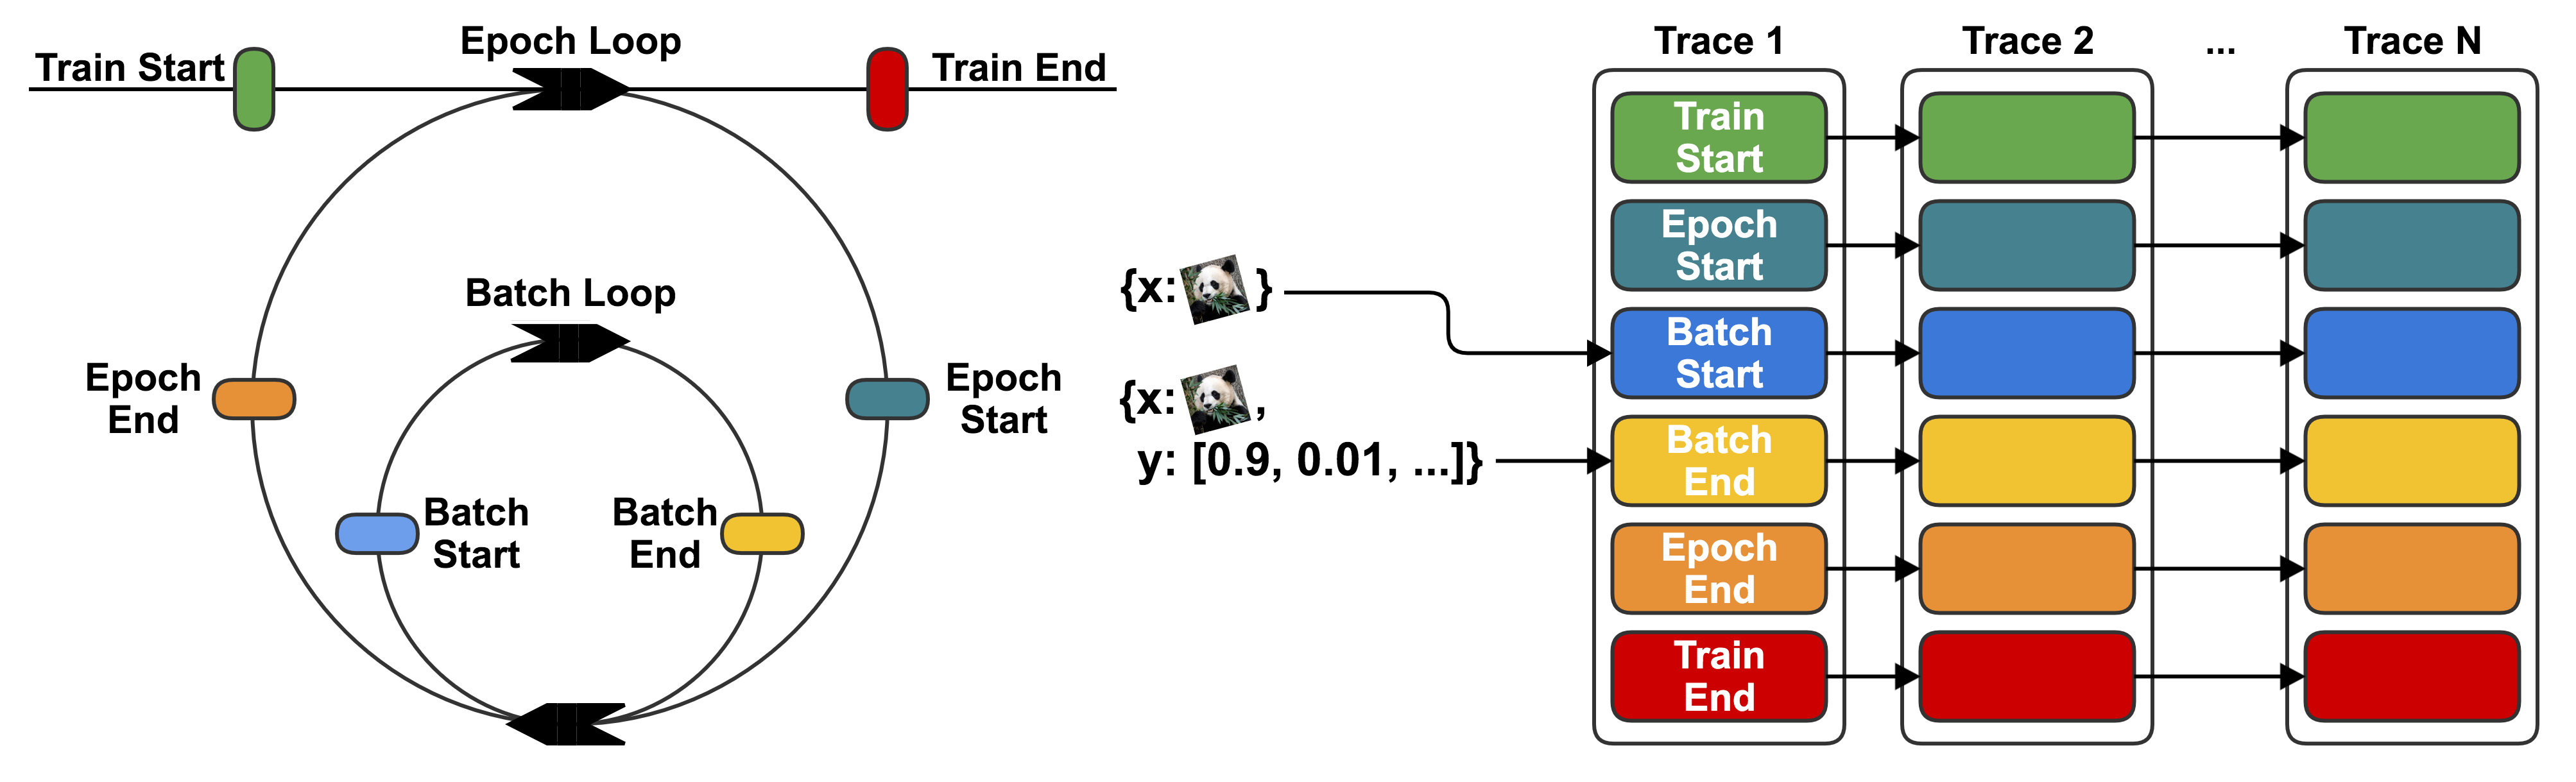 Train Start
Epoch Loop
Train End
Batch Loop
Epoch
End
Epoch
Start
Batch
Start
Batch
End
{x: }
{x: ,
y: [0.9, 0.01, ...]}
Trace 1
Trace 2
...
Trace N
Train
Start
Epoch
Start
Batch
Start
Batch
End
Epoch
End
Train
End